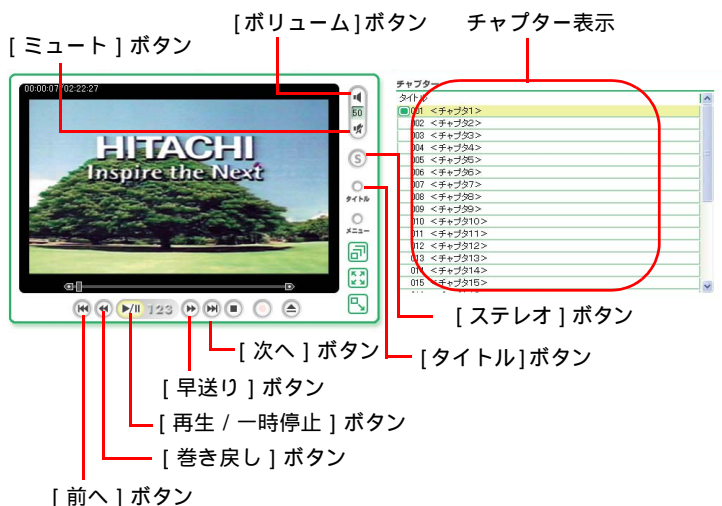 [ボリューム]ボタン
チャプター表示
[ ミュート ] ボタン
00:00:07/02:22:27
HITACHI
Inspire the Next
50
S
タイトル
メニュー
123
チャプター
タイトル
001 <チャプタ1>
002 <チャプタ2>
003 <チャプタ3>
004 <チャプタ4>
005 <チャプタ5>
006 <チャプタ6>
007 <チャプタ7>
008 <チャプタ8>
009 <チャプタ9>
010 <チャプタ10>
011 <チャプタ11>
012 <チャプタ12>
013 <チャプタ13>
014 <チャプタ14>
015 <チャプタ15>
[ ステレオ ] ボタン
[ 次へ ] ボタン
[タイトル]ボタン
[ 早送り ] ボタン
[ 再生 / 一時停止 ] ボタン
[ 巻き戻し ] ボタン
[ 前へ ] ボタン